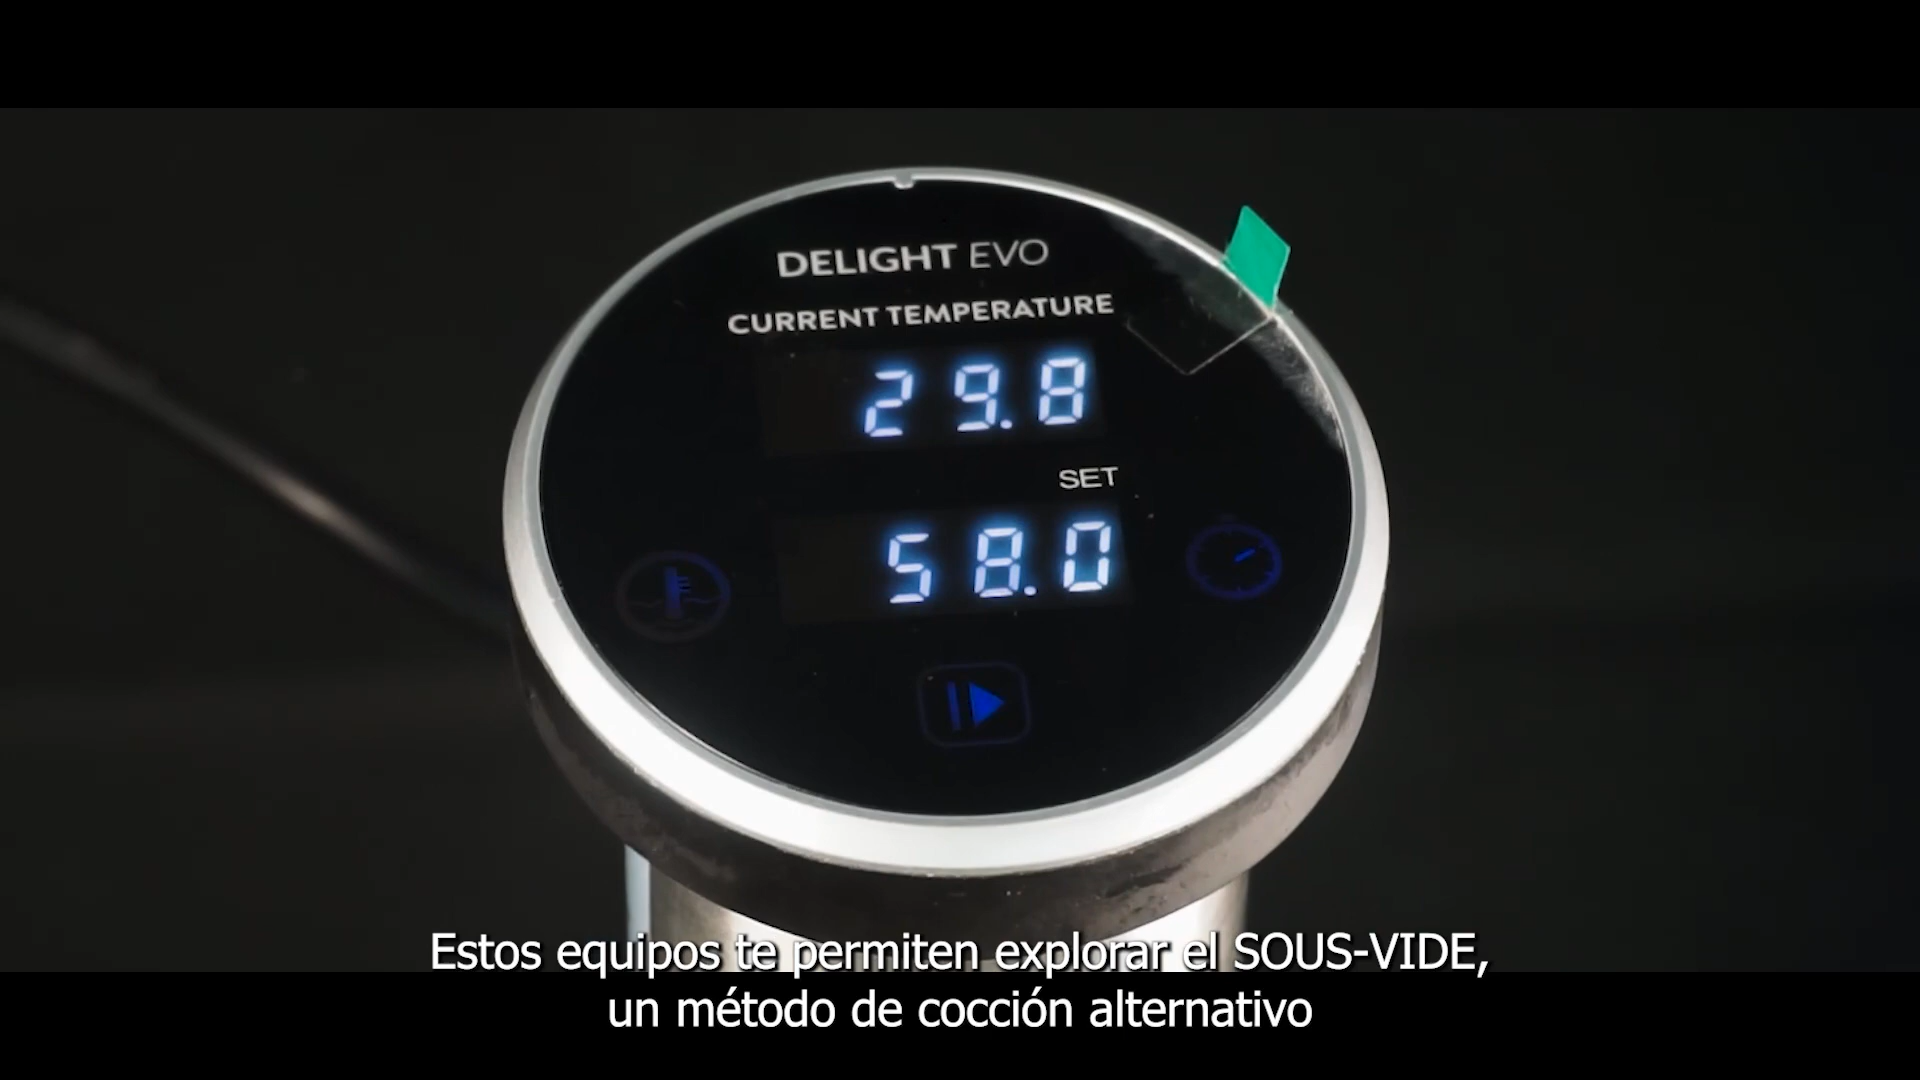 DELIGHT EVO
CURRENT TEMPERATURE
29.8
SET
58.0
Estos equipos te permiten explorar el SOUS-VIDE,
un método de cocción alternativo